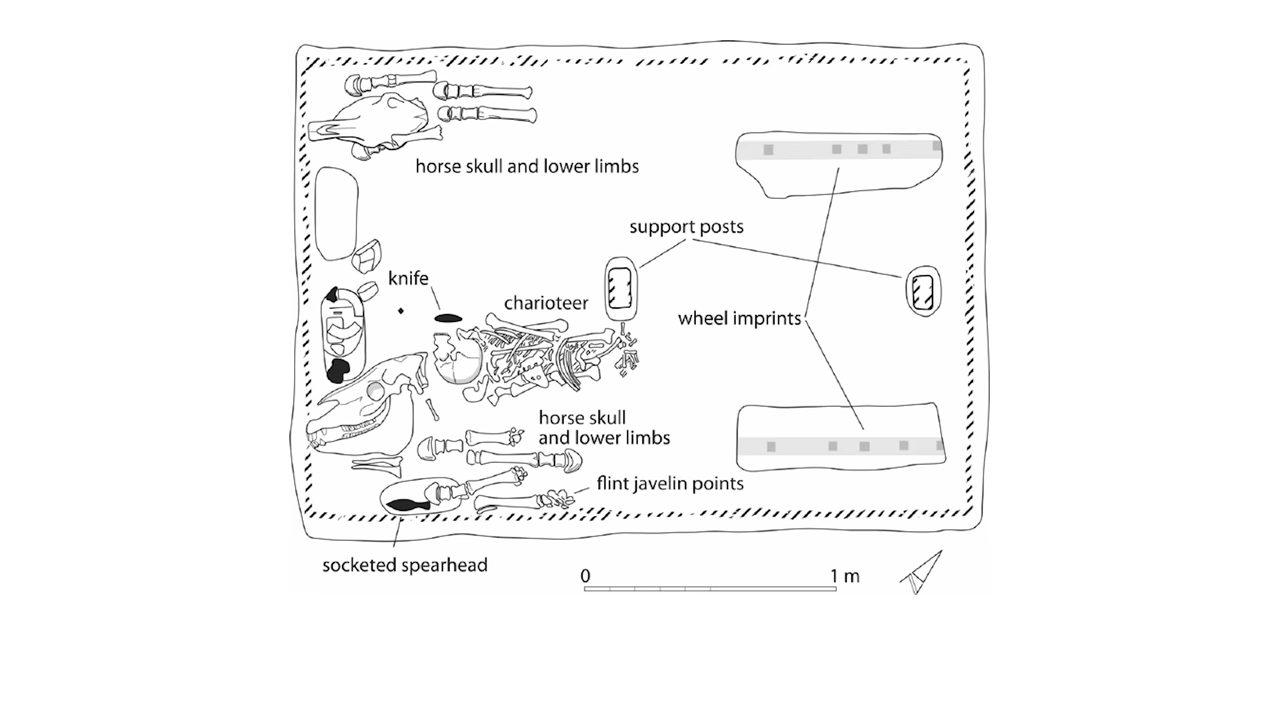 horse skull and lower limbs
support posts
knife
charioteer
wheel imprints
horse skull
and lower limbs
flint javelin points
socketed spearhead
0
1 m